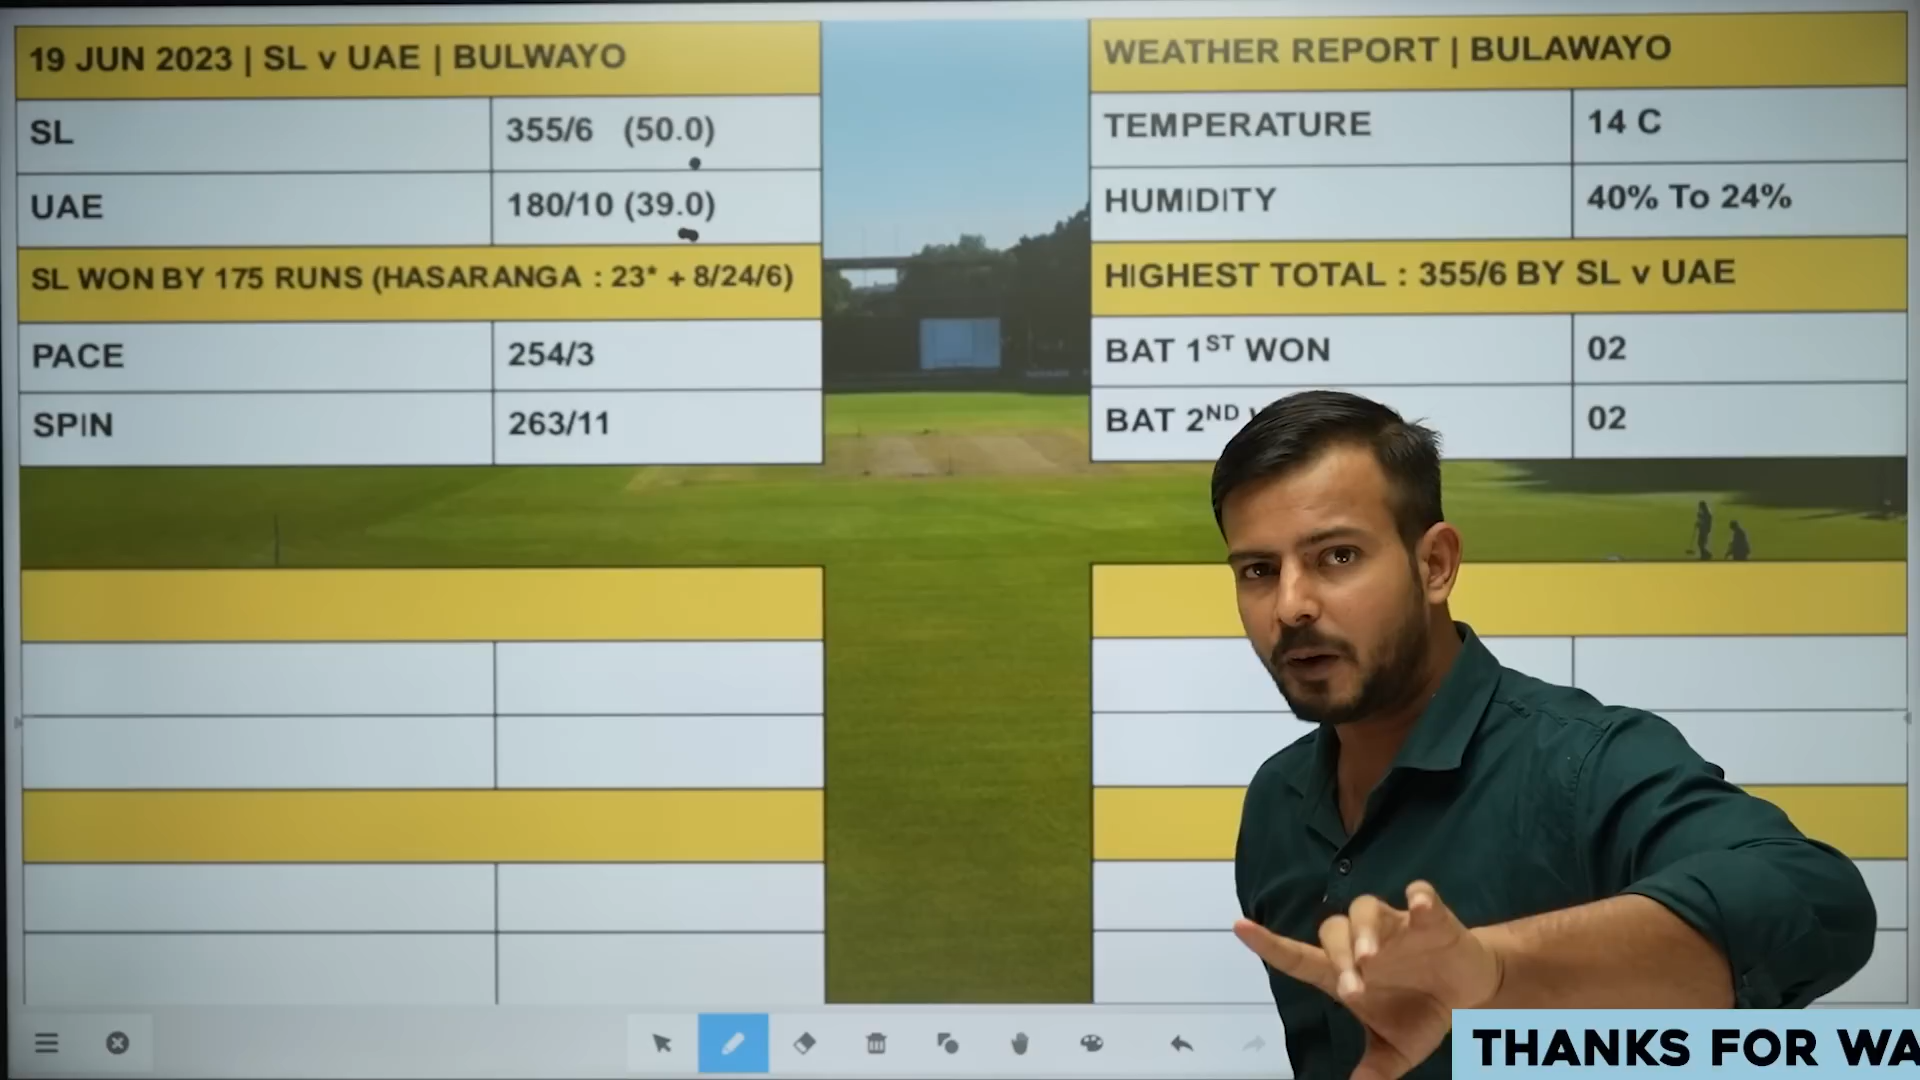 19 JUN 2023 | SL v UAE | BULWAYO
SL 355/6 (50.0)
UAE 180/10 (39.0)
SL WON BY 175 RUNS (HASARANGA : 23* + 8/24/6)
PACE 254/3
SPIN 263/11
WEATHER REPORT | BULAWAYO
TEMPERATURE 14 C
HUMIDITY 40% To 24%
HIGHEST TOTAL : 355/6 BY SL v UAE
BAT 1ST WON 02
BAT 2ND 02
THANKS FOR WA